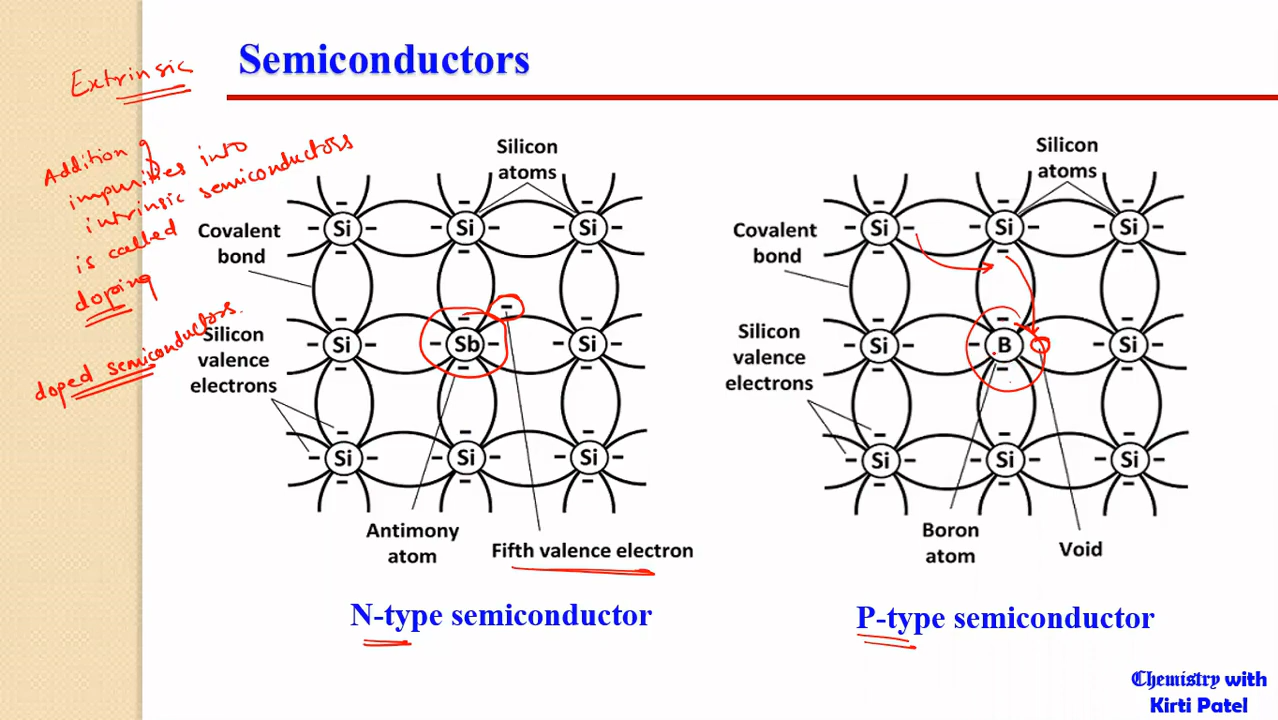 Semiconductors
Extrinsic
Addition of
impurities into
intrinsic semiconductors
is called
doping
doped semiconductors.
Silicon
atoms
Covalent
bond
Silicon
valence
electrons
Si
Si
Si
Si
Sb
Si
Si
Si
Si
Antimony
atom
Fifth valence electron
N-type semiconductor
Silicon
atoms
Covalent
bond
Silicon
valence
electrons
Si
Si
Si
Si
B
Si
Si
Si
Si
Boron
atom
Void
P-type semiconductor
Chemistry with
Kirti Patel